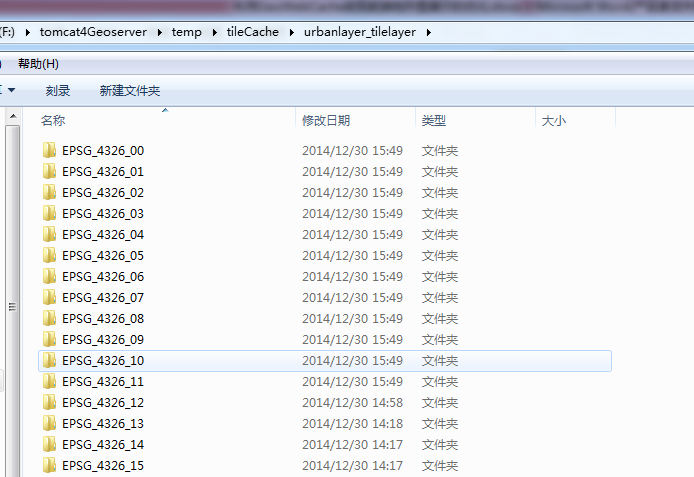 (F:) tomcat4Geoserver temp tileCache urbanlayer_tilelayer
) 帮助(H)
刻录 新建文件夹
名称 修改日期 类型 大小
EPSG_4326_00 2014/12/30 15:49 文件夹
EPSG_4326_01 2014/12/30 15:49 文件夹
EPSG_4326_02 2014/12/30 15:49 文件夹
EPSG_4326_03 2014/12/30 15:49 文件夹
EPSG_4326_04 2014/12/30 15:49 文件夹
EPSG_4326_05 2014/12/30 15:49 文件夹
EPSG_4326_06 2014/12/30 15:49 文件夹
EPSG_4326_07 2014/12/30 15:49 文件夹
EPSG_4326_08 2014/12/30 15:49 文件夹
EPSG_4326_09 2014/12/30 15:49 文件夹
EPSG_4326_10 2014/12/30 15:49 文件夹
EPSG_4326_11 2014/12/30 15:49 文件夹
EPSG_4326_12 2014/12/30 14:58 文件夹
EPSG_4326_13 2014/12/30 14:18 文件夹
EPSG_4326_14 2014/12/30 14:17 文件夹
EPSG_4326_15 2014/12/30 14:17 文件夹